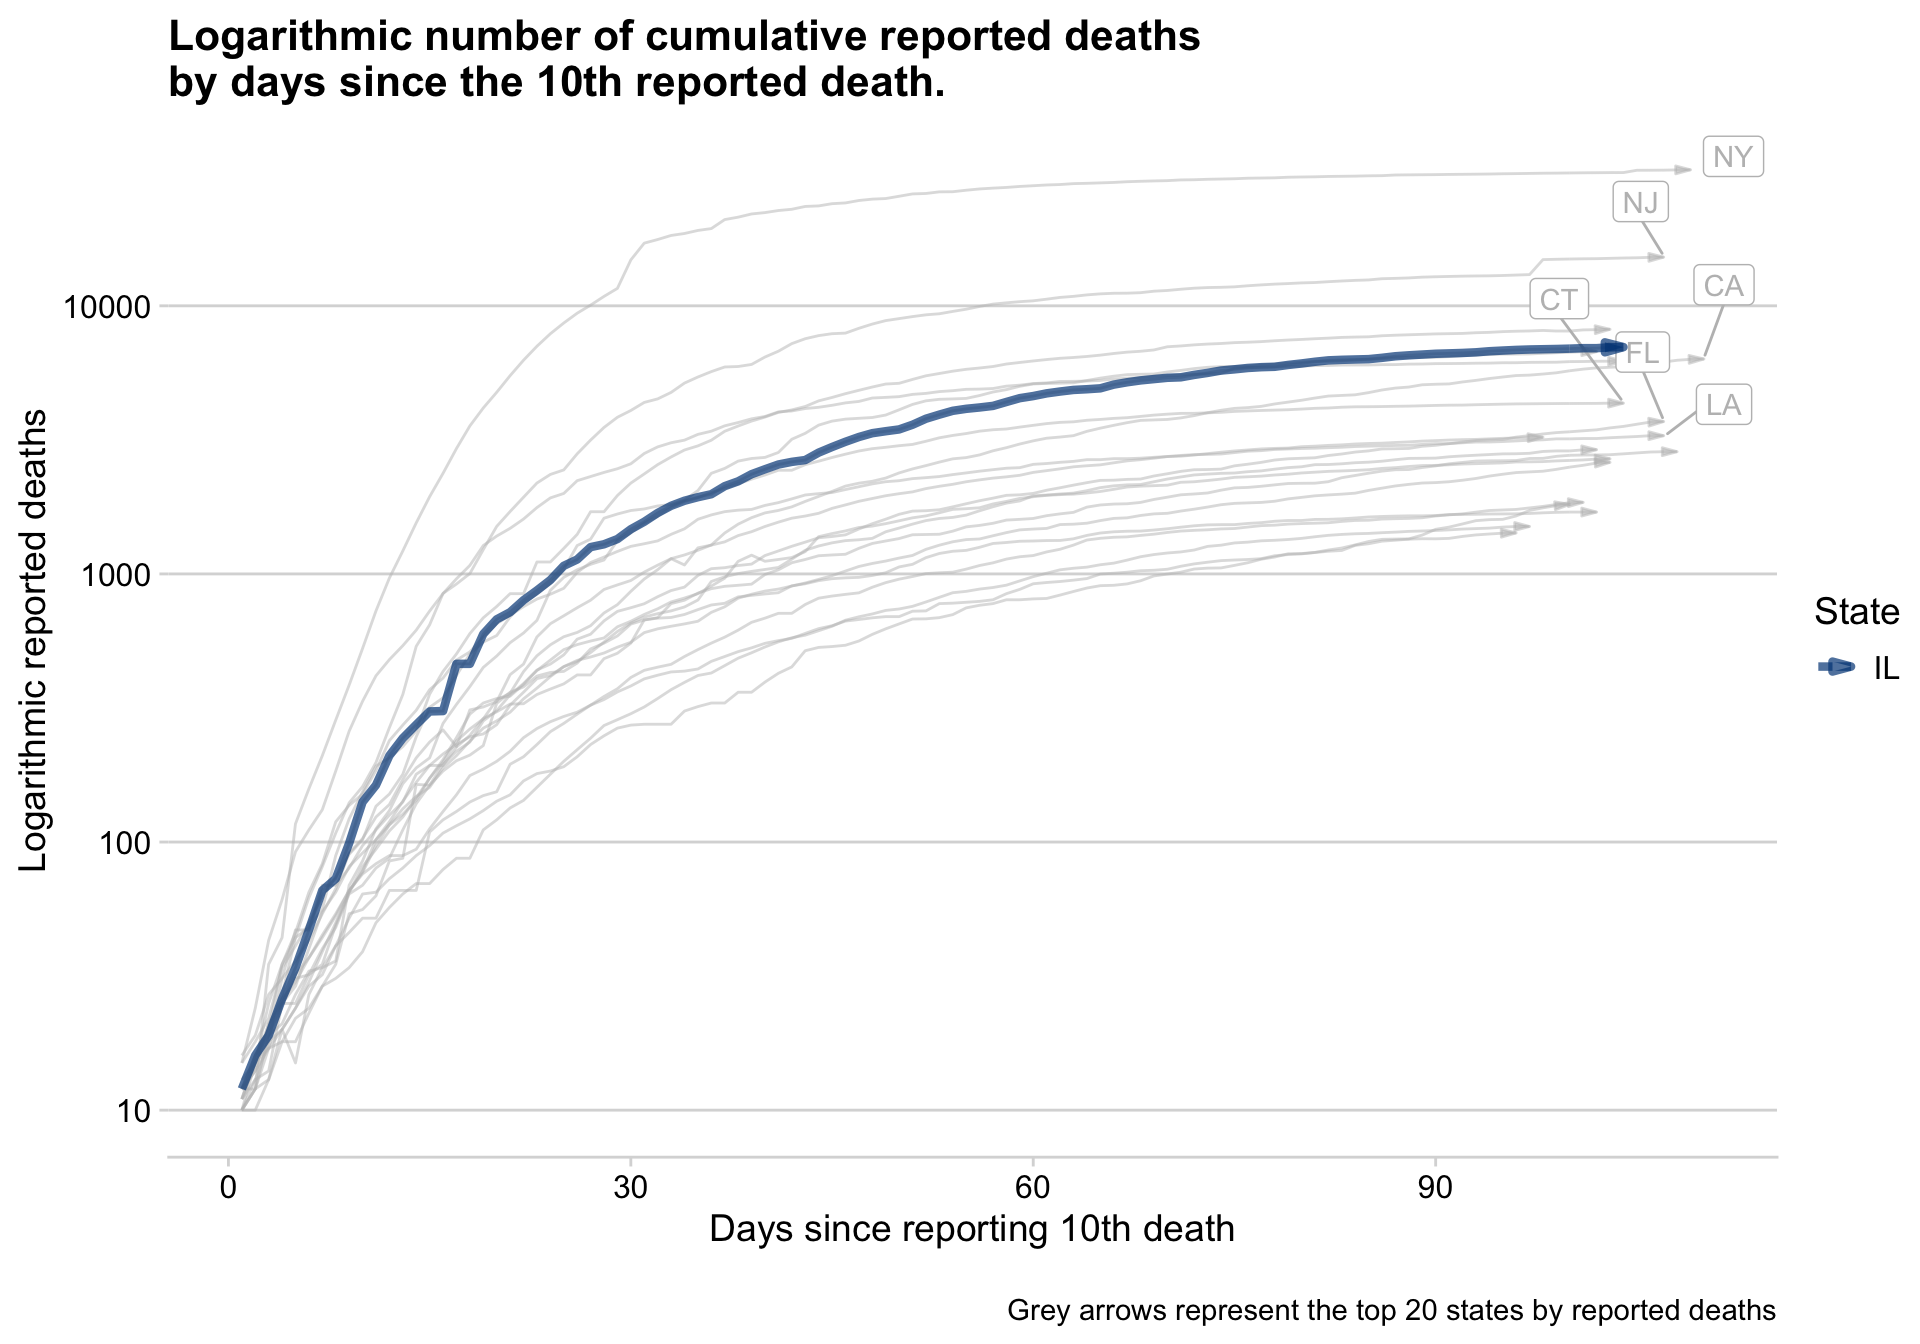 Logarithmic number of cumulative reported deaths
by days since the 10th reported death.
NY
NJ
CA
CT
FL
LA
10000
1000
100
10
Logarithmic reported deaths
0 30 60 90
Days since reporting 10th death
State
IL
Grey arrows represent the top 20 states by reported deaths